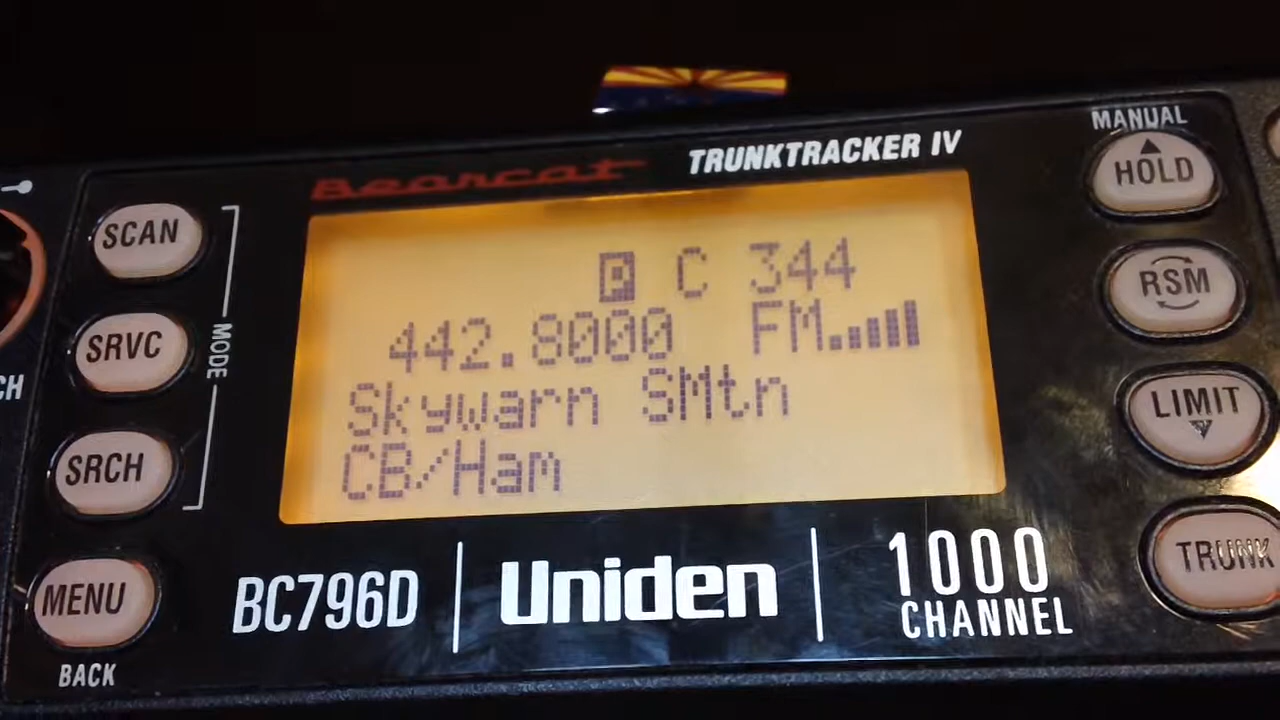 Bearcat TRUNKTRACKER IV
MANUAL
HOLD
SCAN
SRVC
SRCH
MODE
MENU
BACK
CH
P C 344
442.8000 FM
Skywarn SMtn
CB/Ham
RSM
LIMIT
TRUNK
BC796D
Uniden
1000
CHANNEL